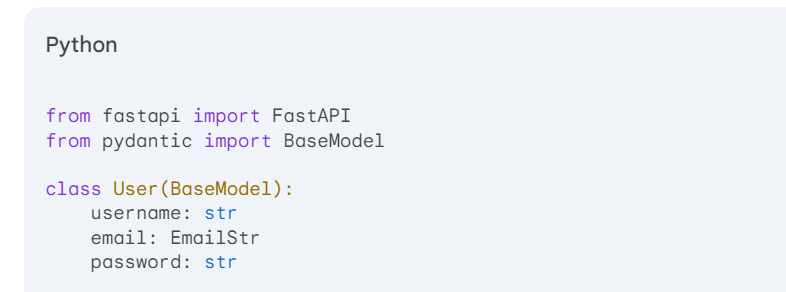 Python
from fastapi import FastAPI
from pydantic import BaseModel
class User(BaseModel):
    username: str
    email: EmailStr
    password: str